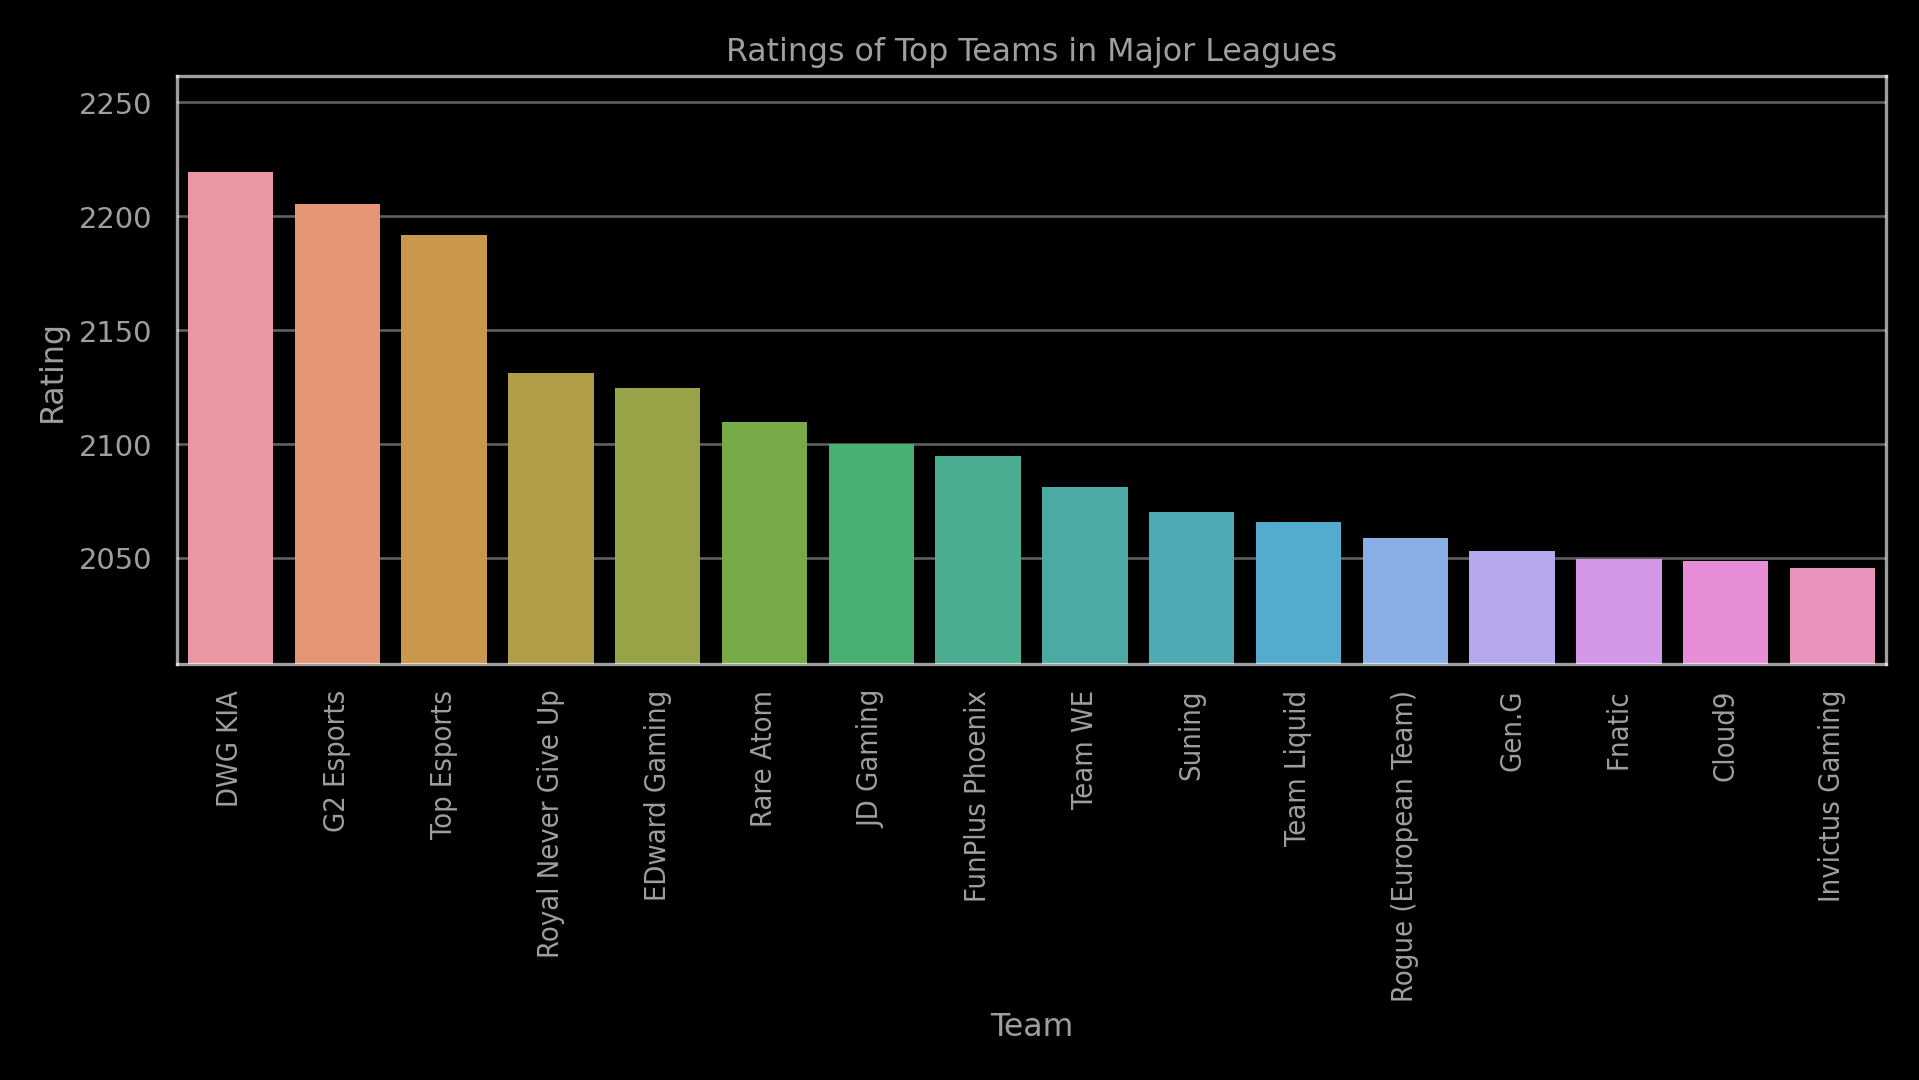 Ratings of Top Teams in Major Leagues
2250
2200
2150
2100
2050
Rating
DWG KIA
G2 Esports
Top Esports
Royal Never Give Up
EDward Gaming
Rare Atom
JD Gaming
FunPlus Phoenix
Team WE
Suning
Team Liquid
Rogue (European Team)
Gen.G
Fnatic
Cloud9
Invictus Gaming
Team